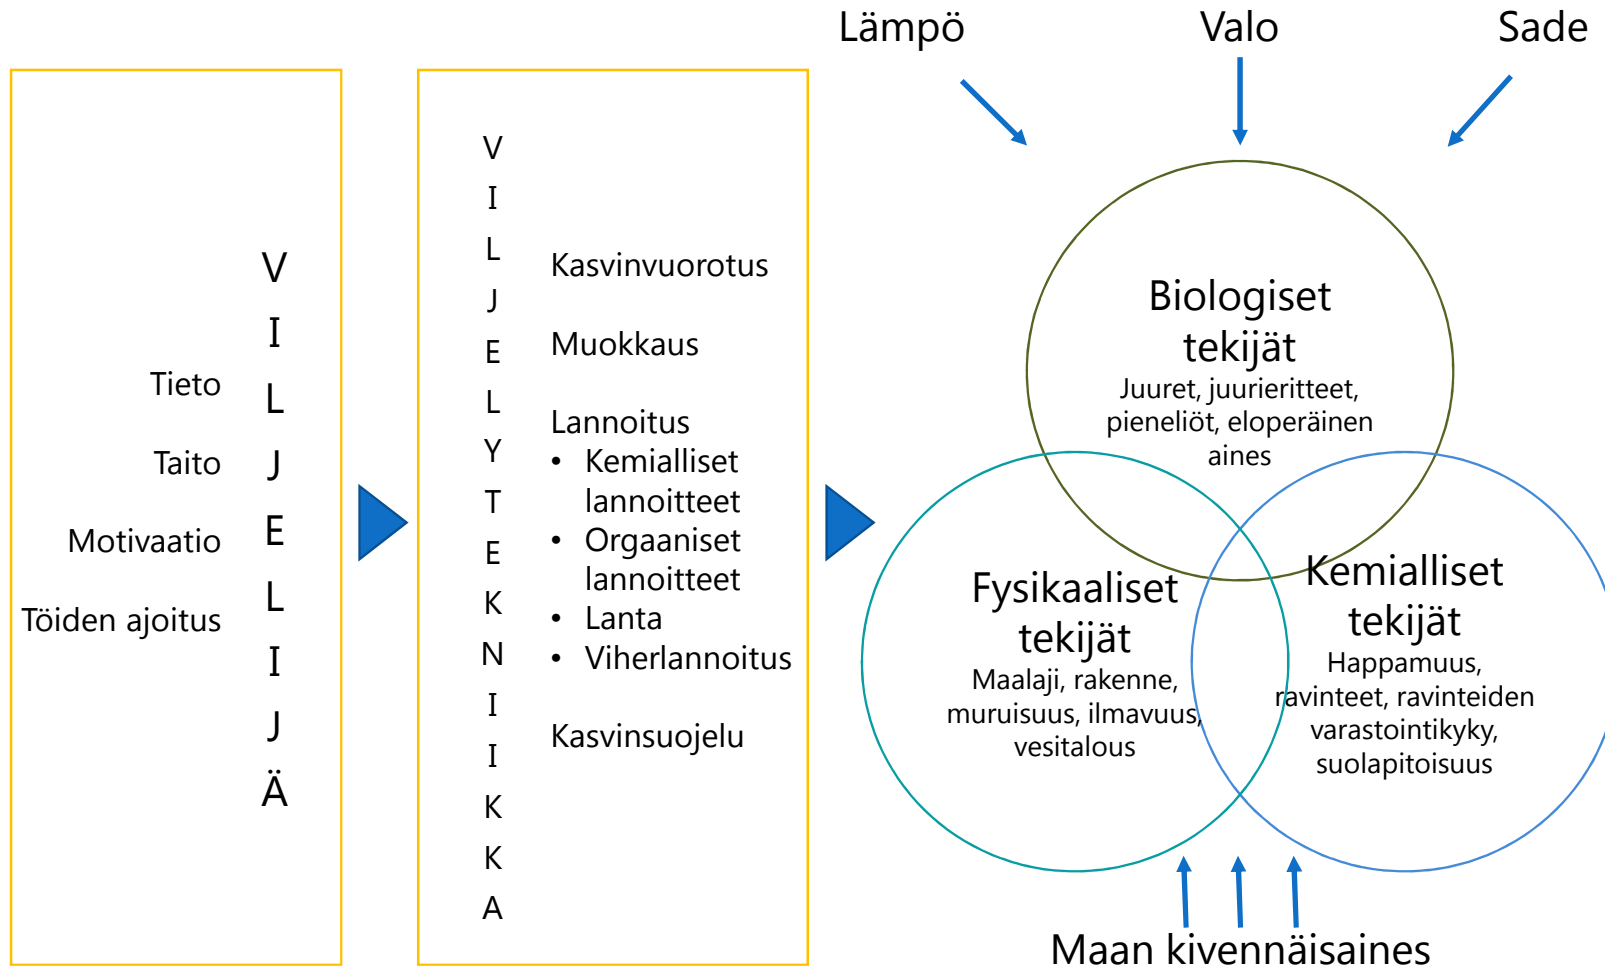 Tieto
Taito
Motivaatio
Töiden ajoitus
VILJELIJÄ
VILJELYTEKNIIKKA
Kasvinvuorotus
Muokkaus
Lannoitus
• Kemialliset
lannoitteet
• Orgaaniset
lannoitteet
• Lanta
• Viherlannoitus
Kasvinsuojelu
Lämpö
Valo
Sade
Biologiset
tekijät
Juuret, juurieritteet,
pieneliöt, eloperäinen
aines
Fysikaaliset
tekijät
Maalaji, rakenne,
muruisuus, ilmavuus,
vesitalous
Kemialliset
tekijät
Happamuus,
ravinteet, ravinteiden
varastointikyky,
suolapitoisuus
Maan kivennäisaines